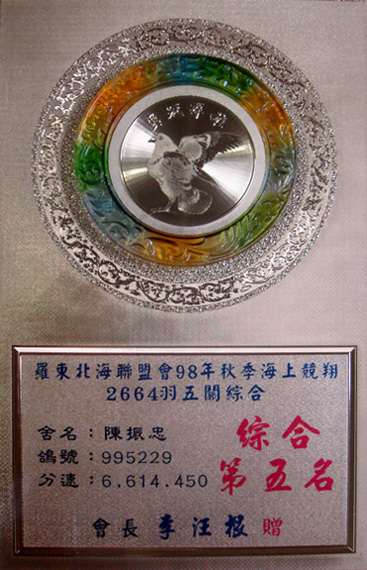 羅東北海聯盟會98年秋季海上競翔
2664羽五關綜合
舍名：陳振忠
鴿號：995229
分速：6,614.450
綜合
第五名
會長 李汪根 贈